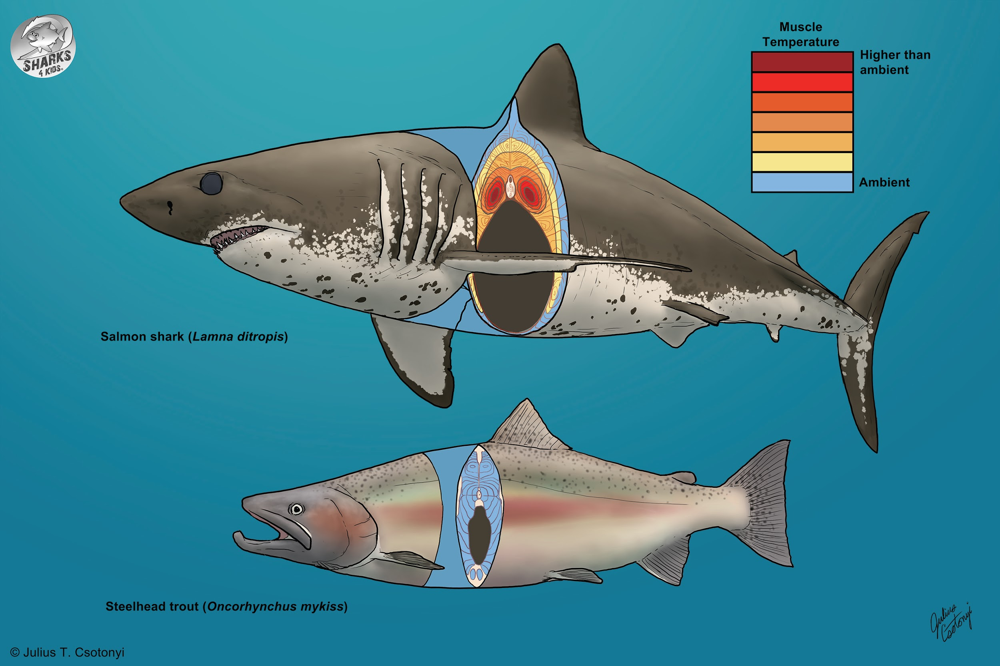 SHARKS
4 KIDS®
Muscle
Temperature
Higher than
ambient
Ambient
Salmon shark (Lamna ditropis)
Steelhead trout (Oncorhynchus mykiss)
Julius
Csotonyi
© Julius T. Csotonyi